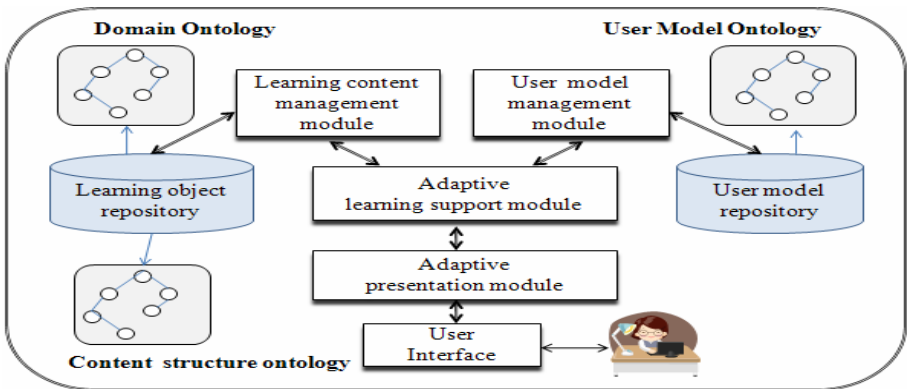 Domain Ontology
User Model Ontology
Learning content
management
module
User model
management
module
Learning object
repository
Adaptive
learning support module
User model
repository
Adaptive
presentation module
User
Interface
Content structure ontology